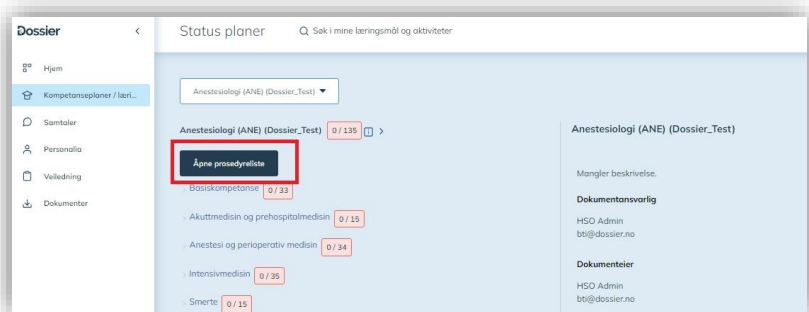 Dossier
Status planer
Søk i mine læringsmål og aktiviteter
Hjem
Kompetanseplaner / læri...
Samtaler
Personalia
Veiledning
Dokumenter
Anestesiologi (ANE) (Dossier_Test)
Anestesiologi (ANE) (Dossier_Test) 0 / 135
Åpne prosedyreliste
Basiskompetanse 0 / 33
Akuttmedisin og prehospitalmedisin 0 / 15
Anestesi og perioperativ medisin 0 / 34
Intensivmedisin 0 / 35
Smerte 0 / 15
Anestesiologi (ANE) (Dossier_Test)
Mangler beskrivelse.
Dokumentansvarlig
HSO Admin
bti@dossier.no
Dokumenteier
HSO Admin
bti@dossier.no